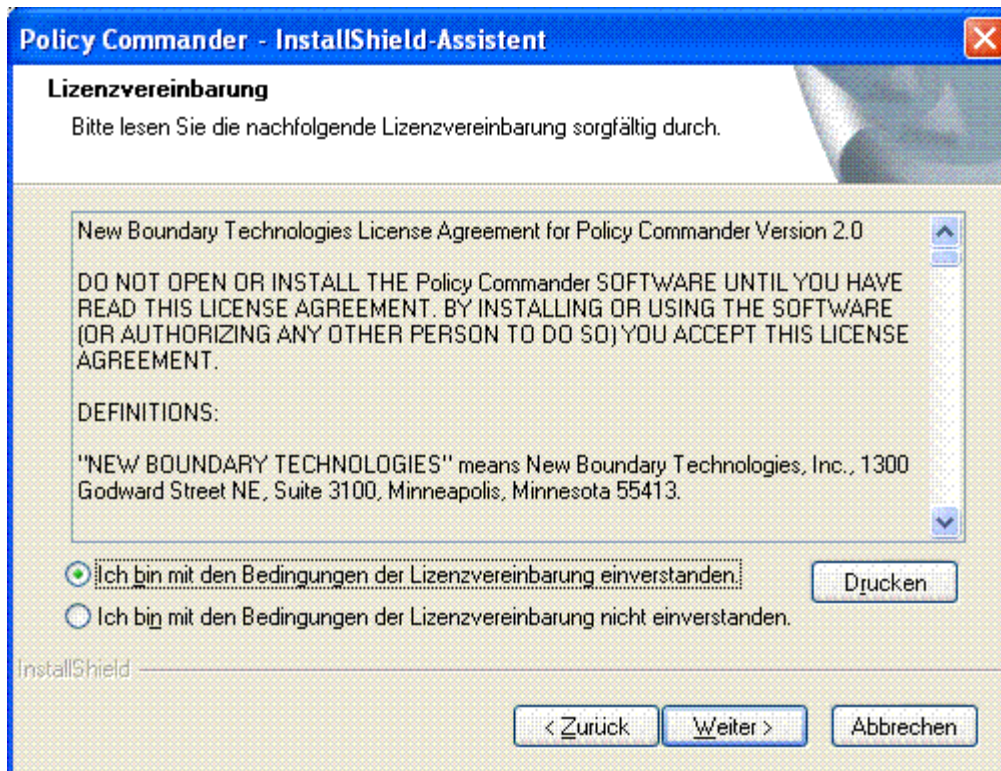 Policy Commander - InstallShield-Assistent
Lizenzvereinbarung
Bitte lesen Sie die nachfolgende Lizenzvereinbarung sorgfältig durch.
New Boundary Technologies License Agreement for Policy Commander Version 2.0
DO NOT OPEN OR INSTALL THE Policy Commander SOFTWARE UNTIL YOU HAVE
READ THIS LICENSE AGREEMENT. BY INSTALLING OR USING THE SOFTWARE
(OR AUTHORIZING ANY OTHER PERSON TO DO SO) YOU ACCEPT THIS LICENSE
AGREEMENT.
DEFINITIONS:
"NEW BOUNDARY TECHNOLOGIES" means New Boundary Technologies, Inc., 1300
Godward Street NE, Suite 3100, Minneapolis, Minnesota 55413.
Ich bin mit den Bedingungen der Lizenzvereinbarung einverstanden.
Drucken
Ich bin mit den Bedingungen der Lizenzvereinbarung nicht einverstanden.
InstallShield
< Zurück
Weiter >
Abbrechen